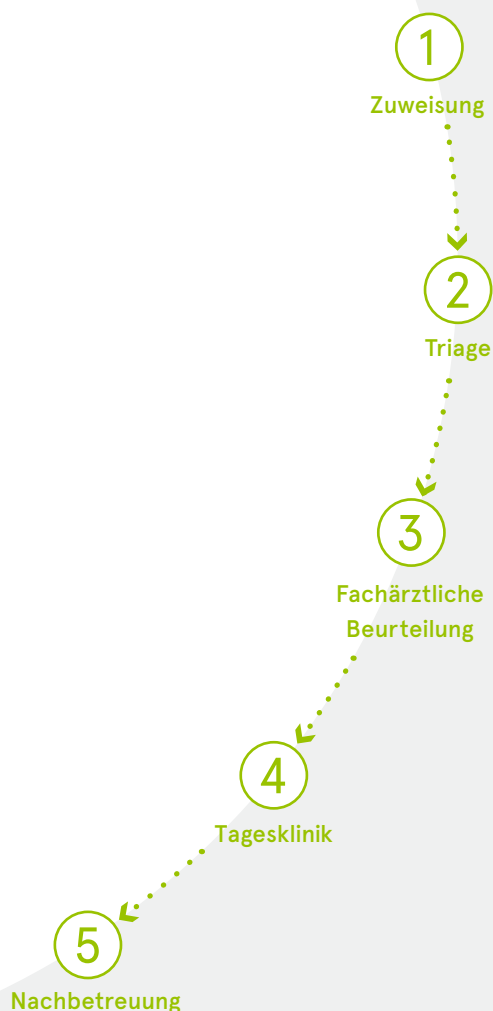 1
Zuweisung
2
Triage
3
Fachärztliche
Beurteilung
4
Tagesklinik
5
Nachbetreuung